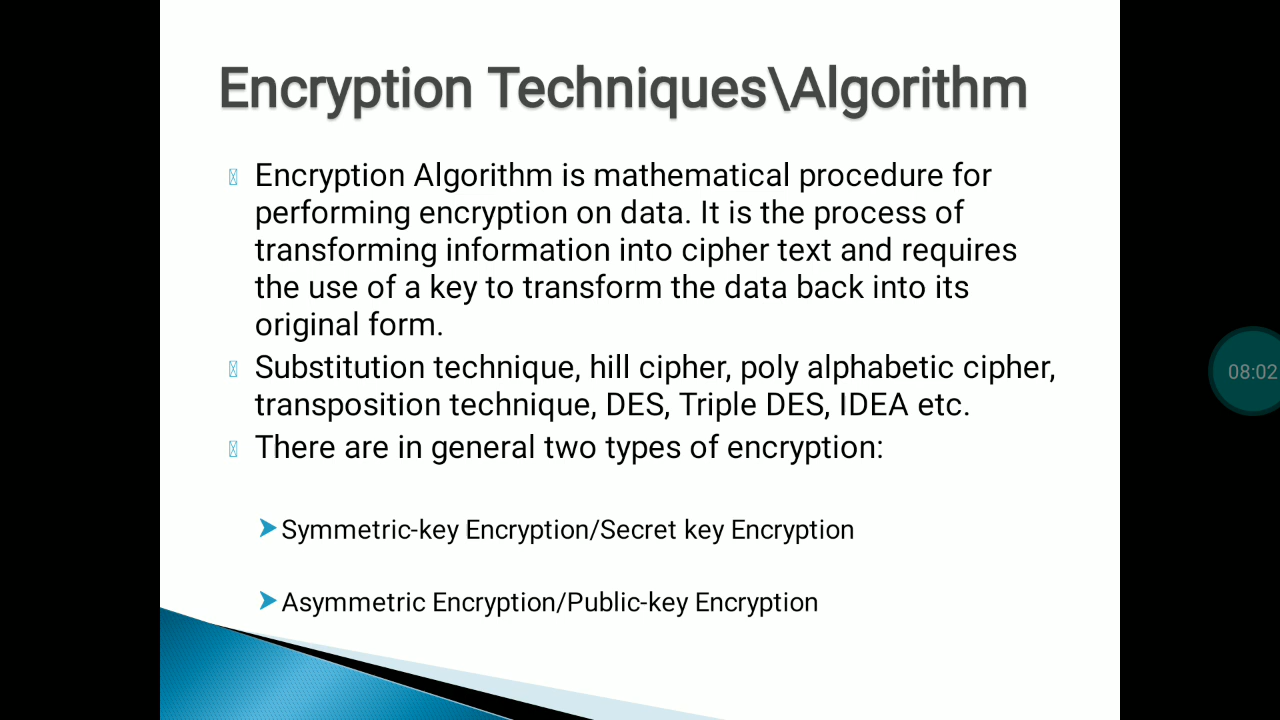 Encryption Techniques\Algorithm
Encryption Algorithm is mathematical procedure for
performing encryption on data. It is the process of
transforming information into cipher text and requires
the use of a key to transform the data back into its
original form.
Substitution technique, hill cipher, poly alphabetic cipher,
transposition technique, DES, Triple DES, IDEA etc.
There are in general two types of encryption:
Symmetric-key Encryption/Secret key Encryption
Asymmetric Encryption/Public-key Encryption
08:02